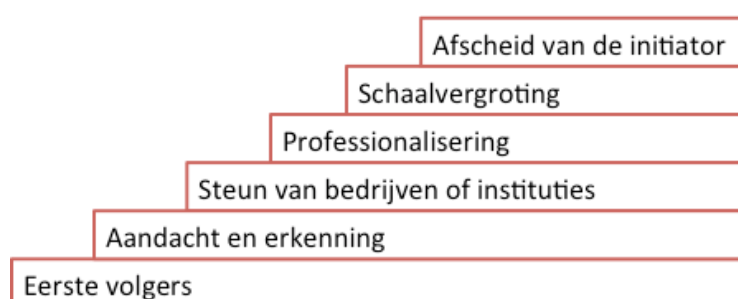 Afscheid van de initiator
Schaalvergroting
Professionalisering
Steun van bedrijven of instituties
Aandacht en erkenning
Eerste volgers